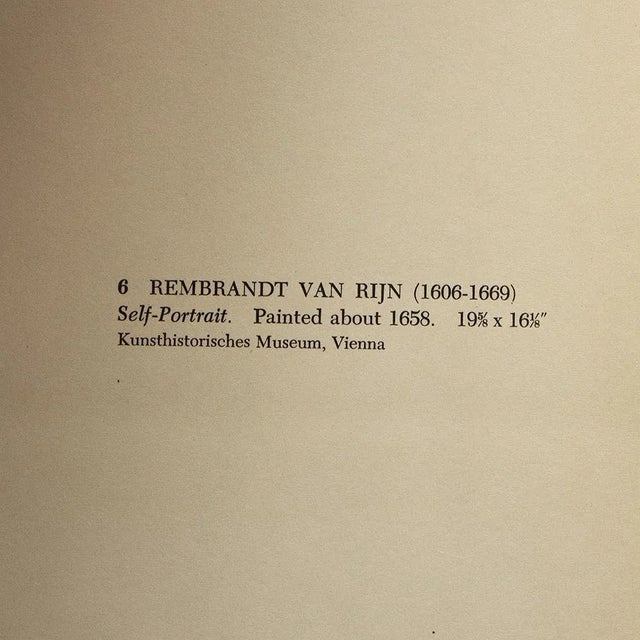 6 REMBRANDT VAN RIJN (1606-1669)
Self-Portrait. Painted about 1658. 19⅝ x 16⅛"
Kunsthistorisches Museum, Vienna